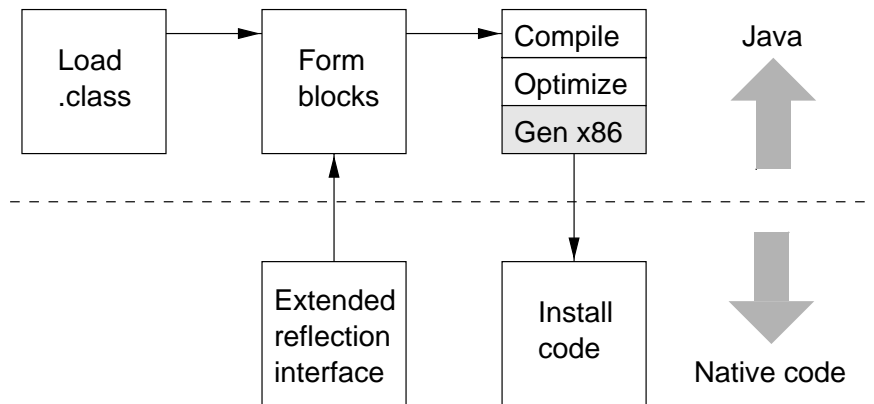 Load
.class
Form
blocks
Compile
Optimize
Gen x86
Java
Extended
reflection
interface
Install
code
Native code